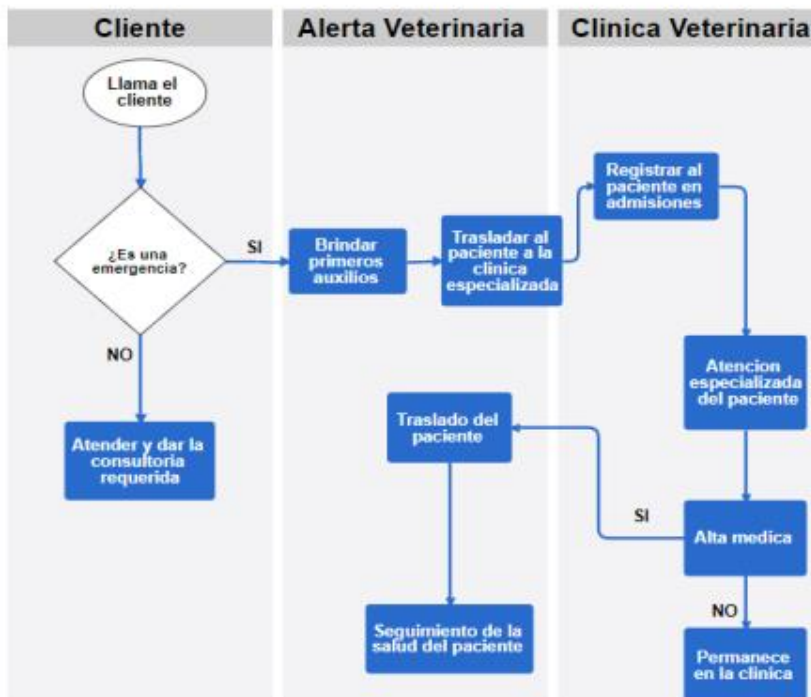 Cliente
Alerta Veterinaria
Clinica Veterinaria
Llama el
cliente
¿Es una
emergencia?
SI
NO
Atender y dar la
consultoria
requerida
Brindar
primeros
auxilios
Trasladar al
paciente a la
clinica
especializada
Registrar al
paciente en
admisiones
Atencion
especializada
del paciente
Alta medica
SI
NO
Traslado del
paciente
Seguimiento de la
salud del paciente
Permanece
en la clinica